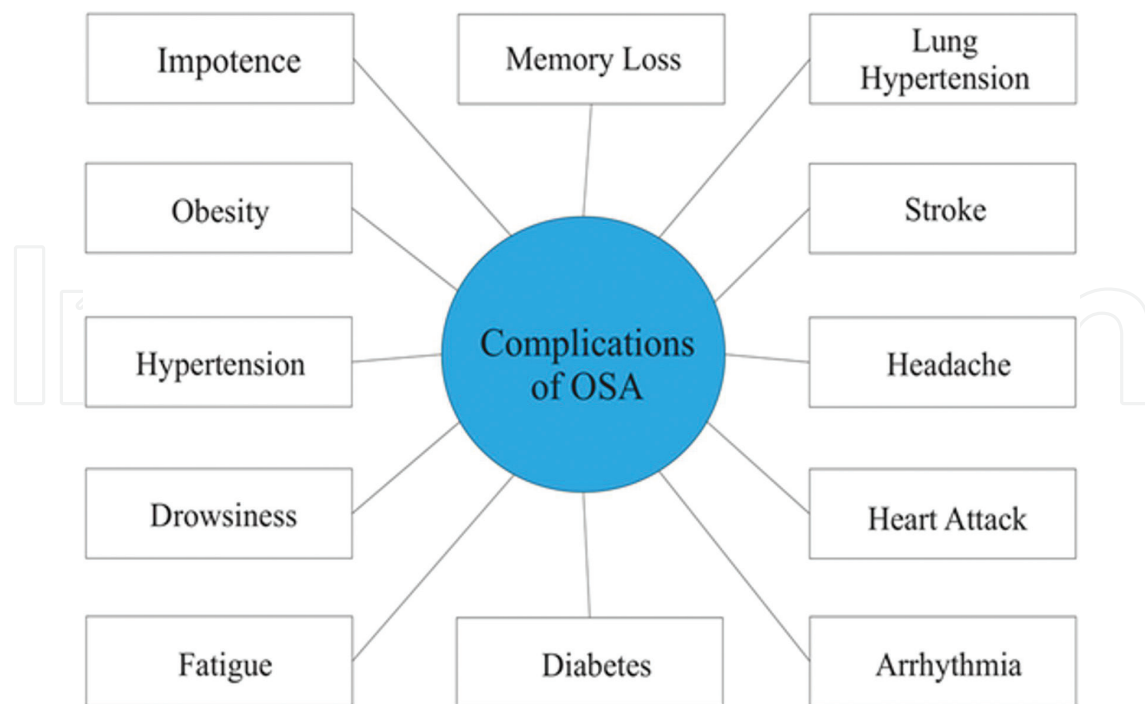 Impotence
Memory Loss
Lung
Hypertension
Obesity
Stroke
Complications
of OSA
Hypertension
Headache
Drowsiness
Heart Attack
Fatigue
Diabetes
Arrhythmia